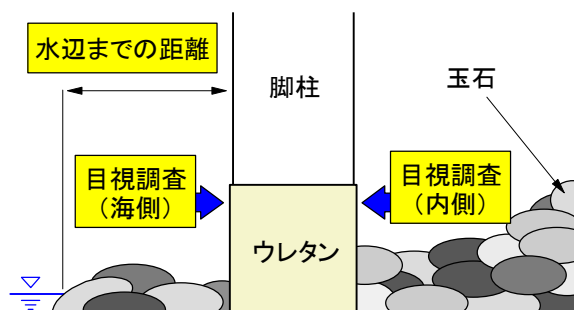 水辺までの距離
脚柱
玉石
目視調査
（海側）
目視調査
（内側）
ウレタン